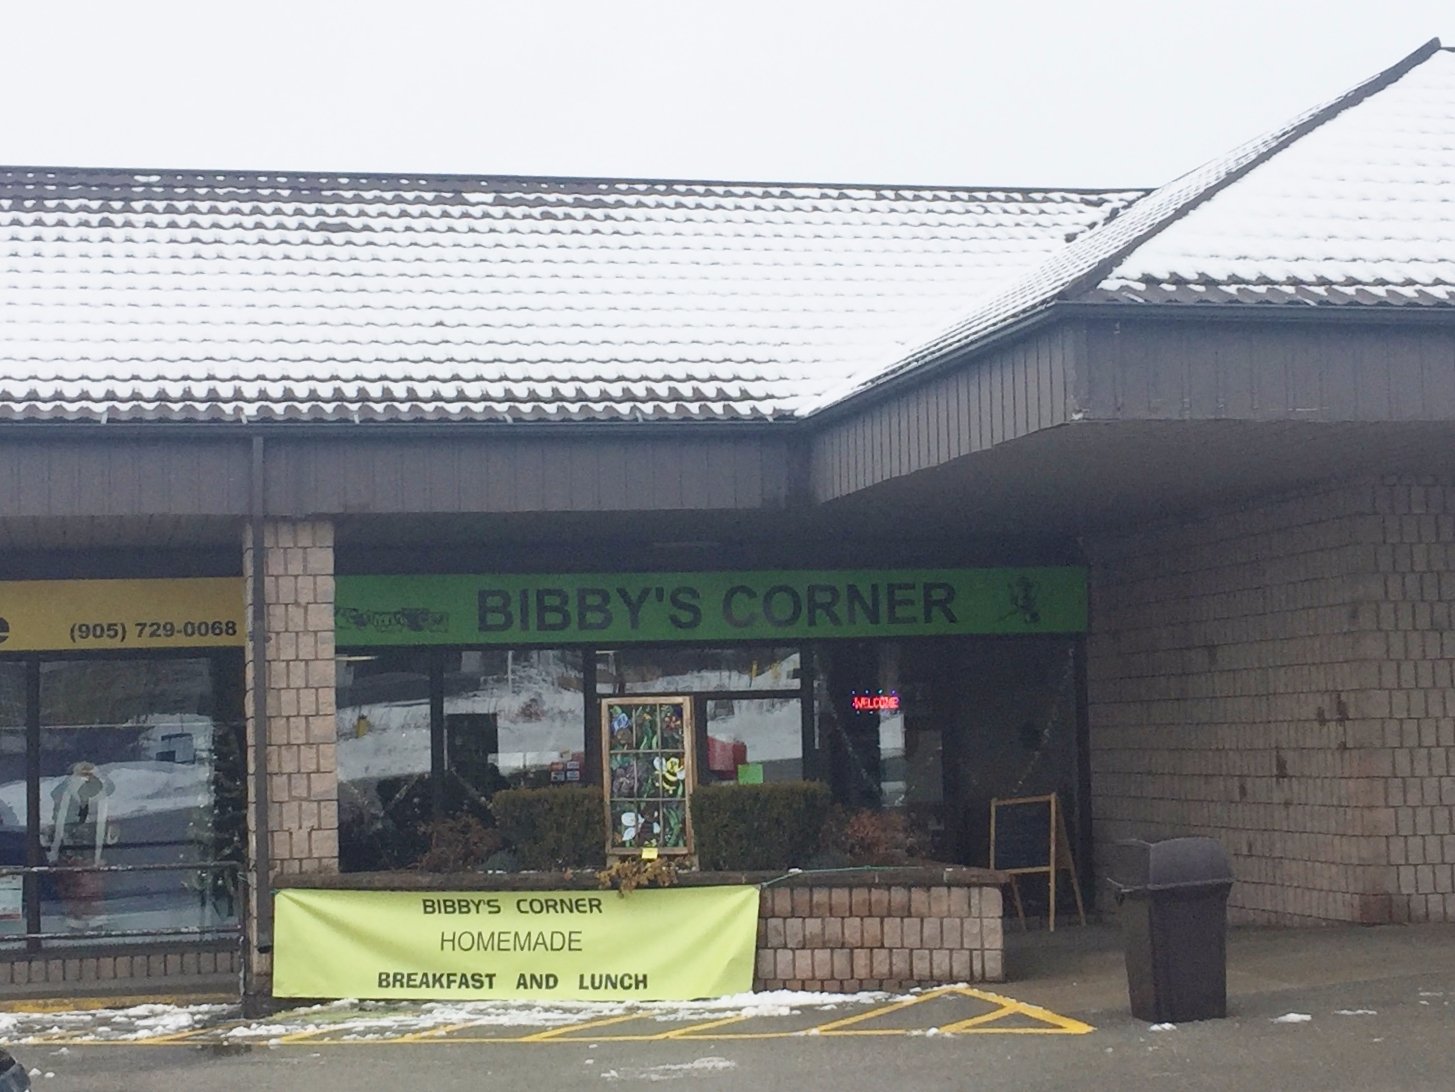 e
(905) 729-0068
BIBBY'S CORNER
WELCOME
BIBBY'S CORNER
HOMEMADE
BREAKFAST AND LUNCH